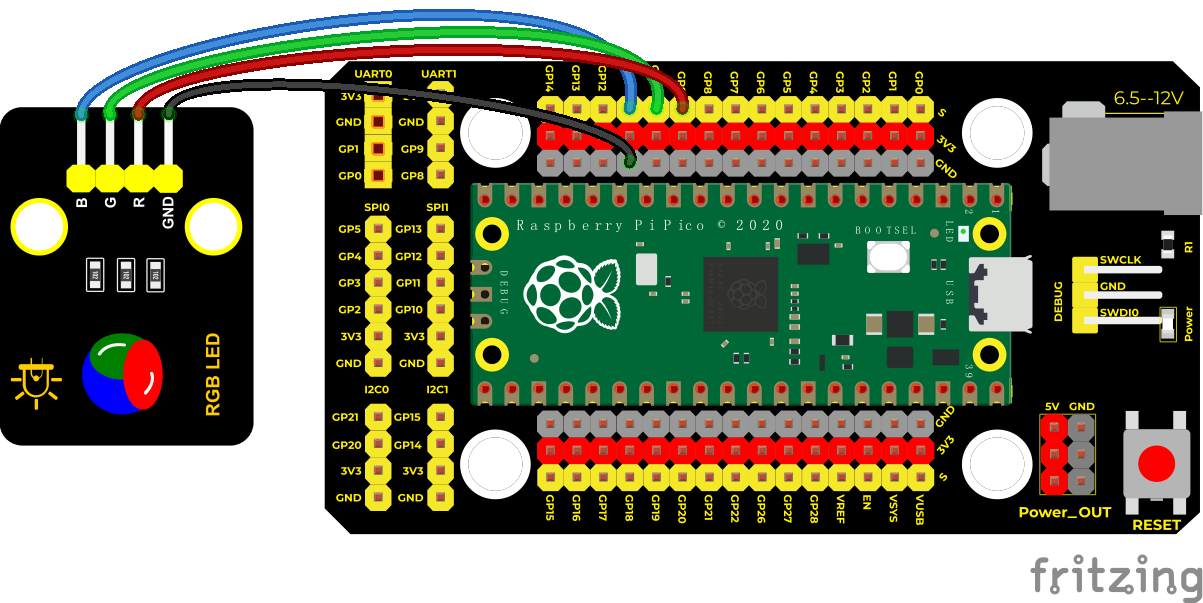 B
G
R
GND
RGB LED
UART0
3V3
GND
GP1
GP0
UART1
GND
GP9
GP8
SPI0
GP5
GP4
GP3
GP2
3V3
GND
SPI1
GP13
GP12
GP11
GP10
3V3
GND
I2C0
GP21
GP20
3V3
GND
I2C1
GP15
GP14
3V3
GND
GP14
GP13
GP12
GP8
GP7
GP6
GP5
GP4
GP3
GP2
GP1
GP0
S
3V3
GND
Raspberry Pi Pico © 2020
BOOTSEL
LED
2
1
DEBUG
USB
39
GND
3V3
S
GP15
GP16
GP17
GP18
GP19
GP20
GP21
GP22
GP26
GP27
GP28
VREF
EN
VSYS
VUSB
6.5--12V
R1
DEBUG
SWCLK
GND
SWDI0
Power
5V
GND
Power_OUT
RESET
fritzing